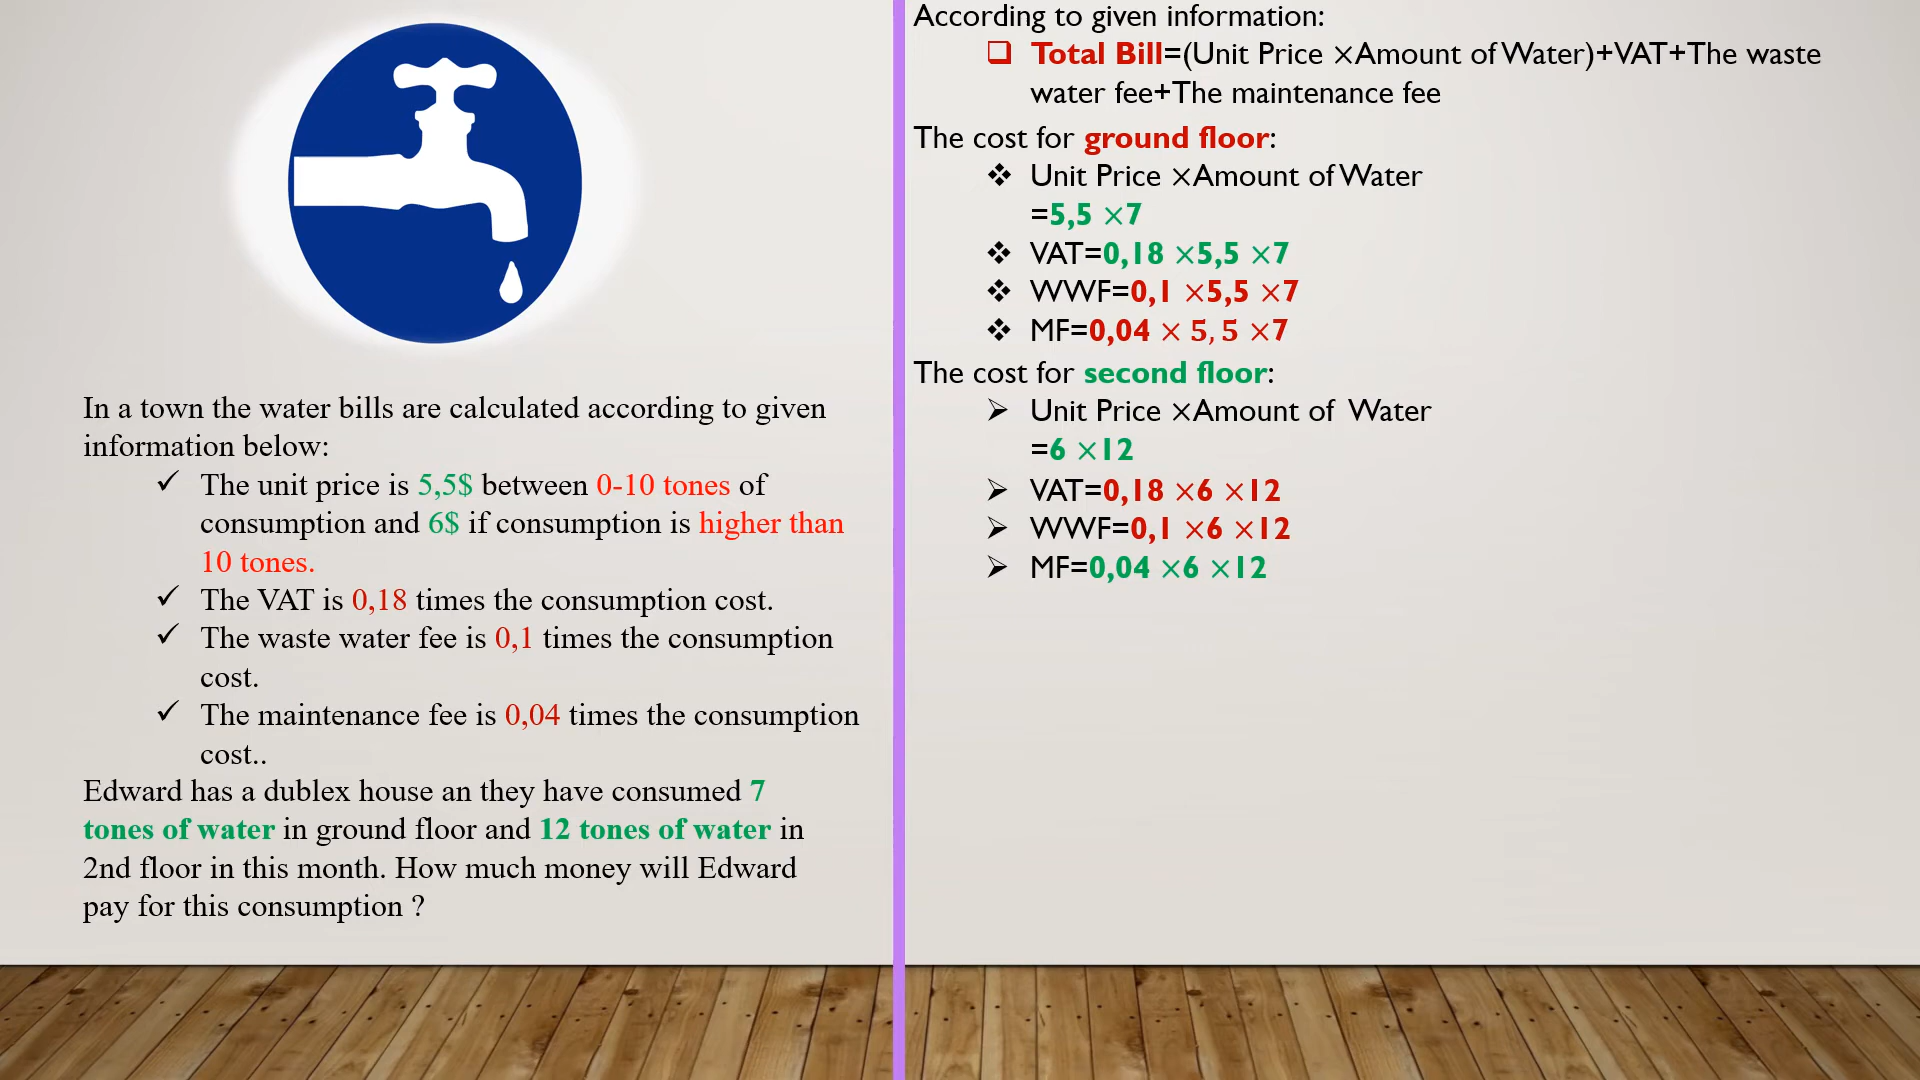 In a town the water bills are calculated according to given
information below:
✓ The unit price is 5,5$ between 0-10 tones of
consumption and 6$ if consumption is higher than
10 tones.
✓ The VAT is 0,18 times the consumption cost.
✓ The waste water fee is 0,1 times the consumption
cost.
✓ The maintenance fee is 0,04 times the consumption
cost..
Edward has a dublex house an they have consumed 7
tones of water in ground floor and 12 tones of water in
2nd floor in this month. How much money will Edward
pay for this consumption ?
According to given information:
❑ Total Bill=(Unit Price ×Amount of Water)+VAT+The waste
water fee+The maintenance fee
The cost for ground floor:
❖ Unit Price ×Amount of Water
=5,5 ×7
❖ VAT=0,18 ×5,5 ×7
❖ WWF=0,1 ×5,5 ×7
❖ MF=0,04 × 5,5 ×7
The cost for second floor:
➢ Unit Price ×Amount of Water
=6 ×12
➢ VAT=0,18 ×6 ×12
➢ WWF=0,1 ×6 ×12
➢ MF=0,04 ×6 ×12